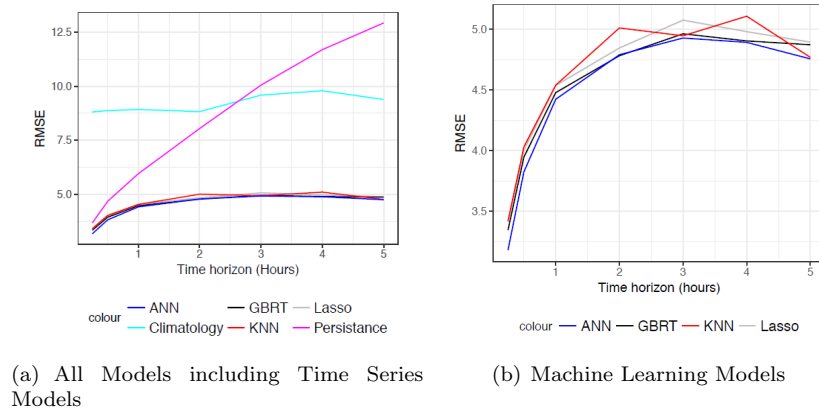 12.5
10.0
7.5
5.0
RMSE
1 2 3 4 5
Time horizon (Hours)
colour
ANN GBRT Lasso
Climatology KNN Persistance
(a) All Models including Time Series
Models
5.0
4.5
4.0
3.5
RMSE
1 2 3 4 5
Time horizon (hours)
colour ANN GBRT KNN Lasso
(b) Machine Learning Models